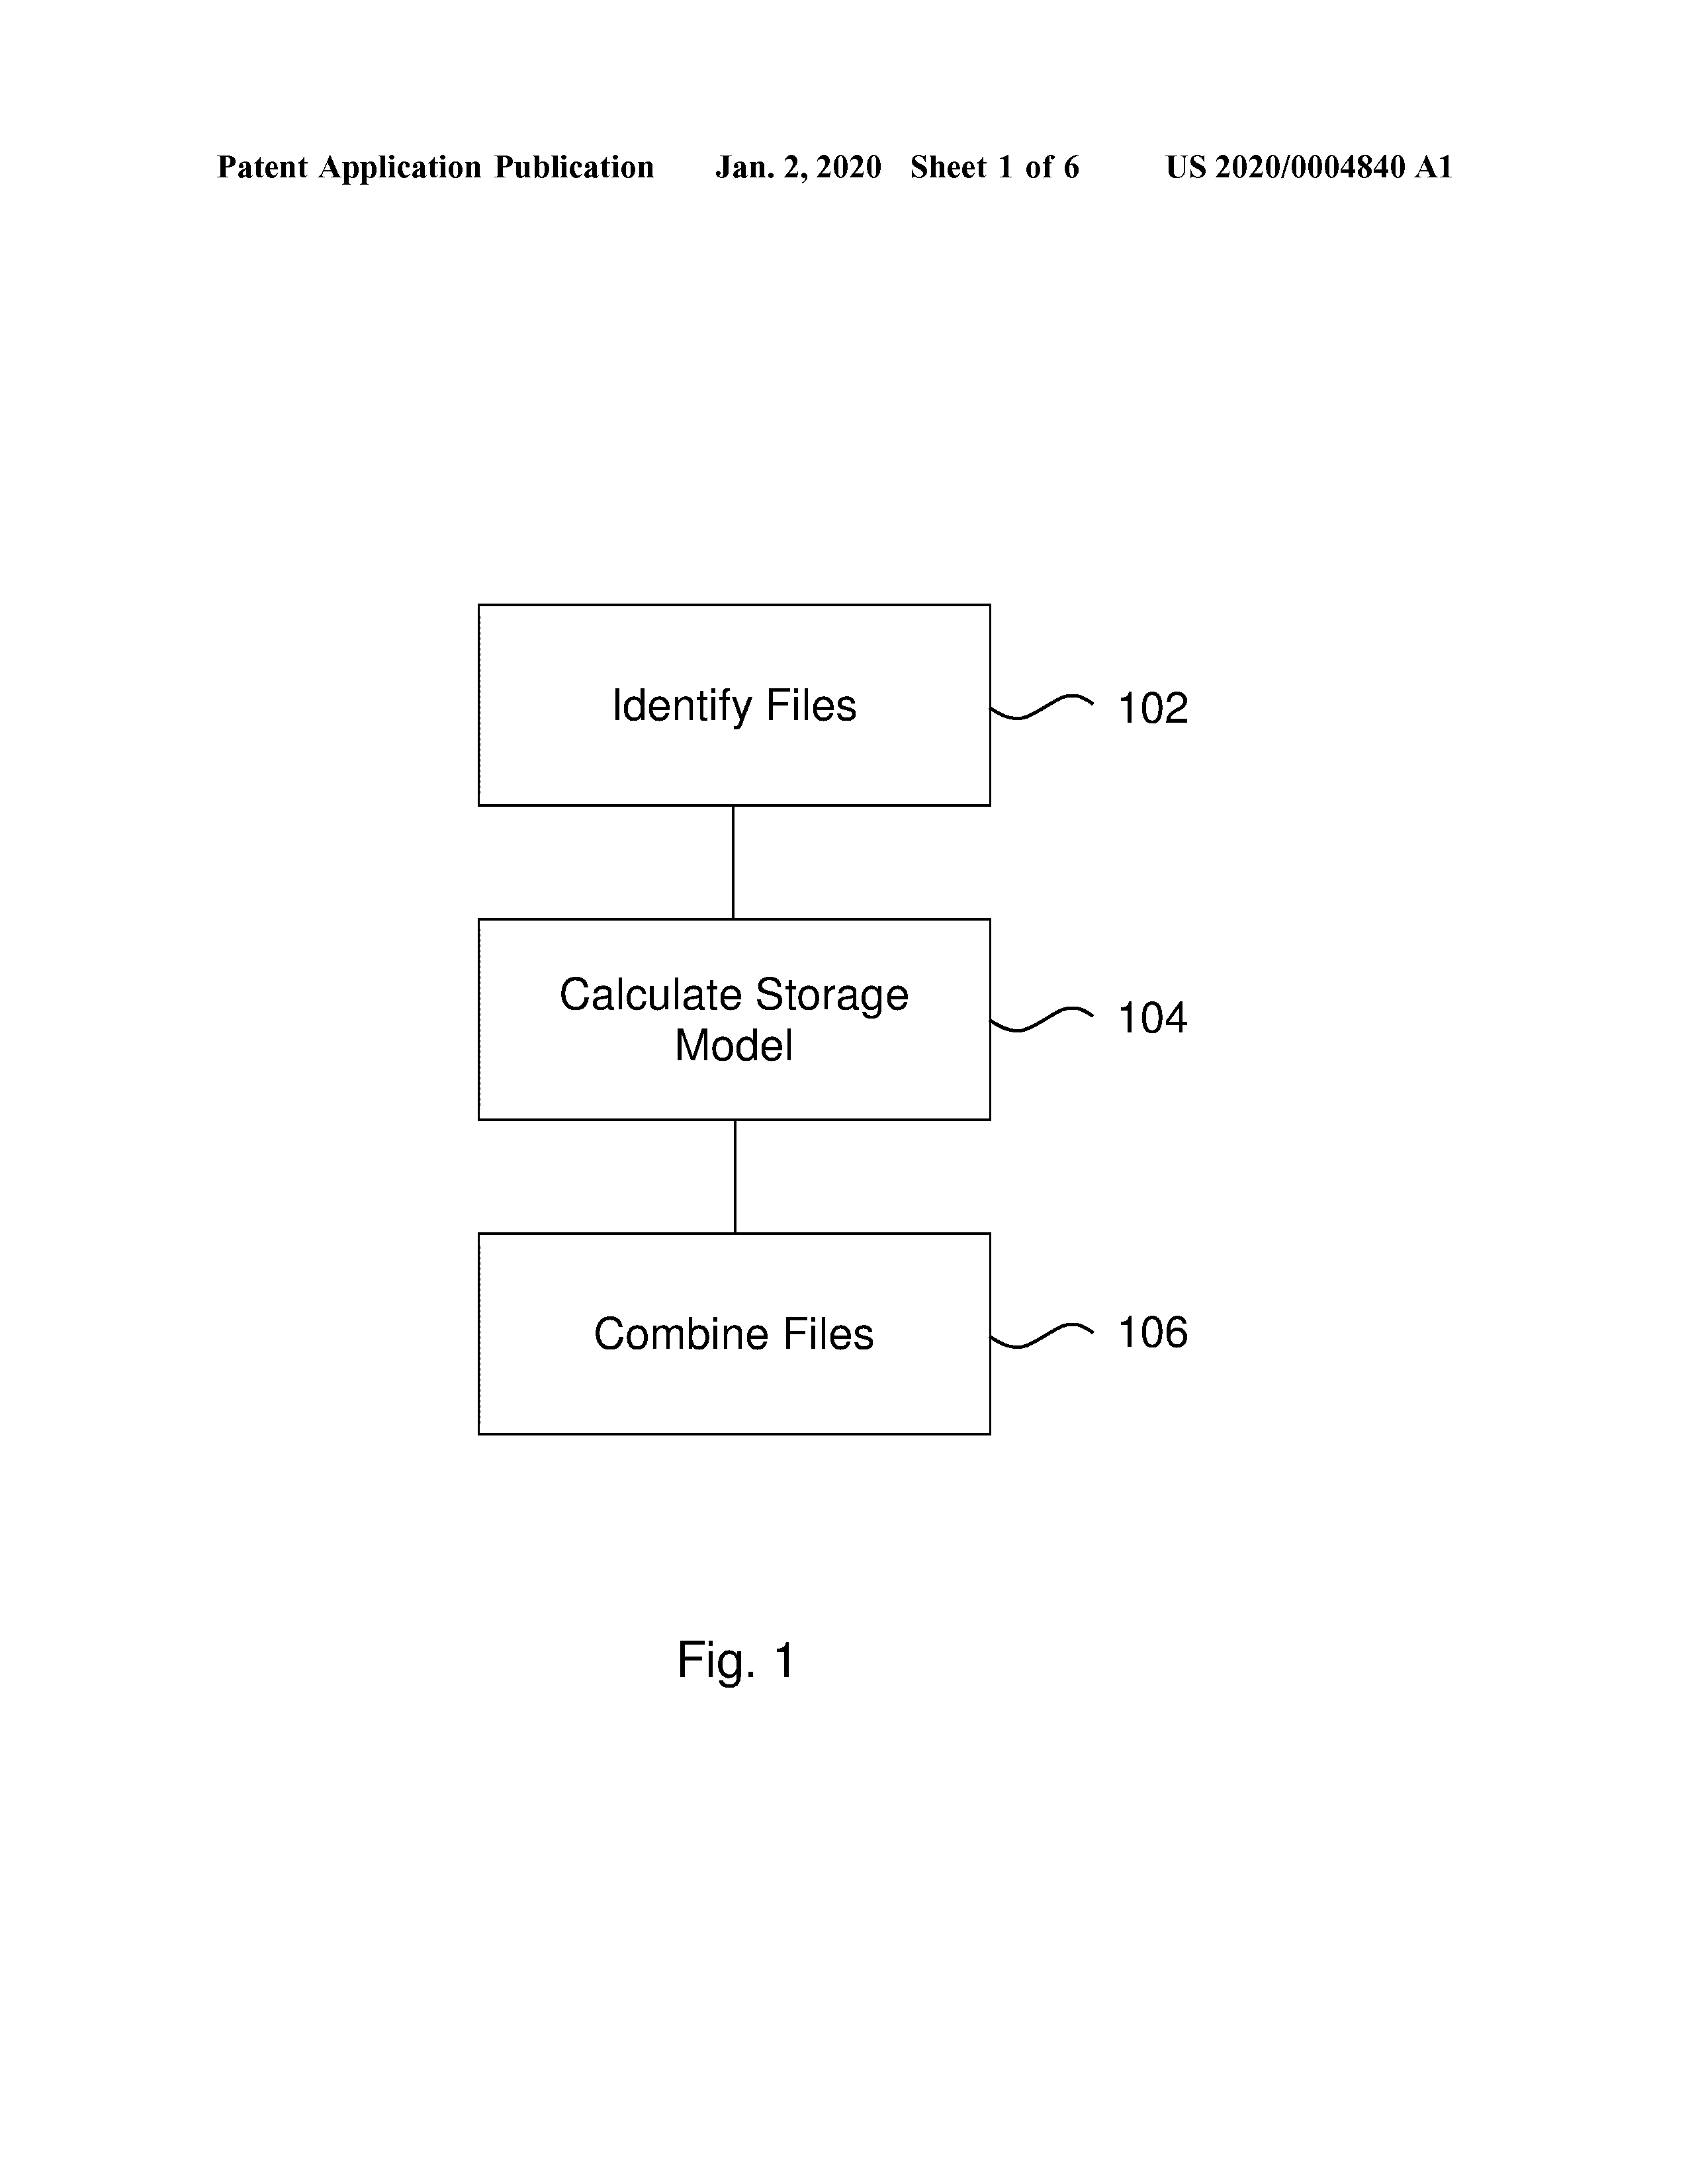 Patent Application Publication Jan. 2, 2020 Sheet 1 of 6 US 2020/0004840 A1
Identify Files
102
Calculate Storage
Model
104
Combine Files
106
Fig. 1